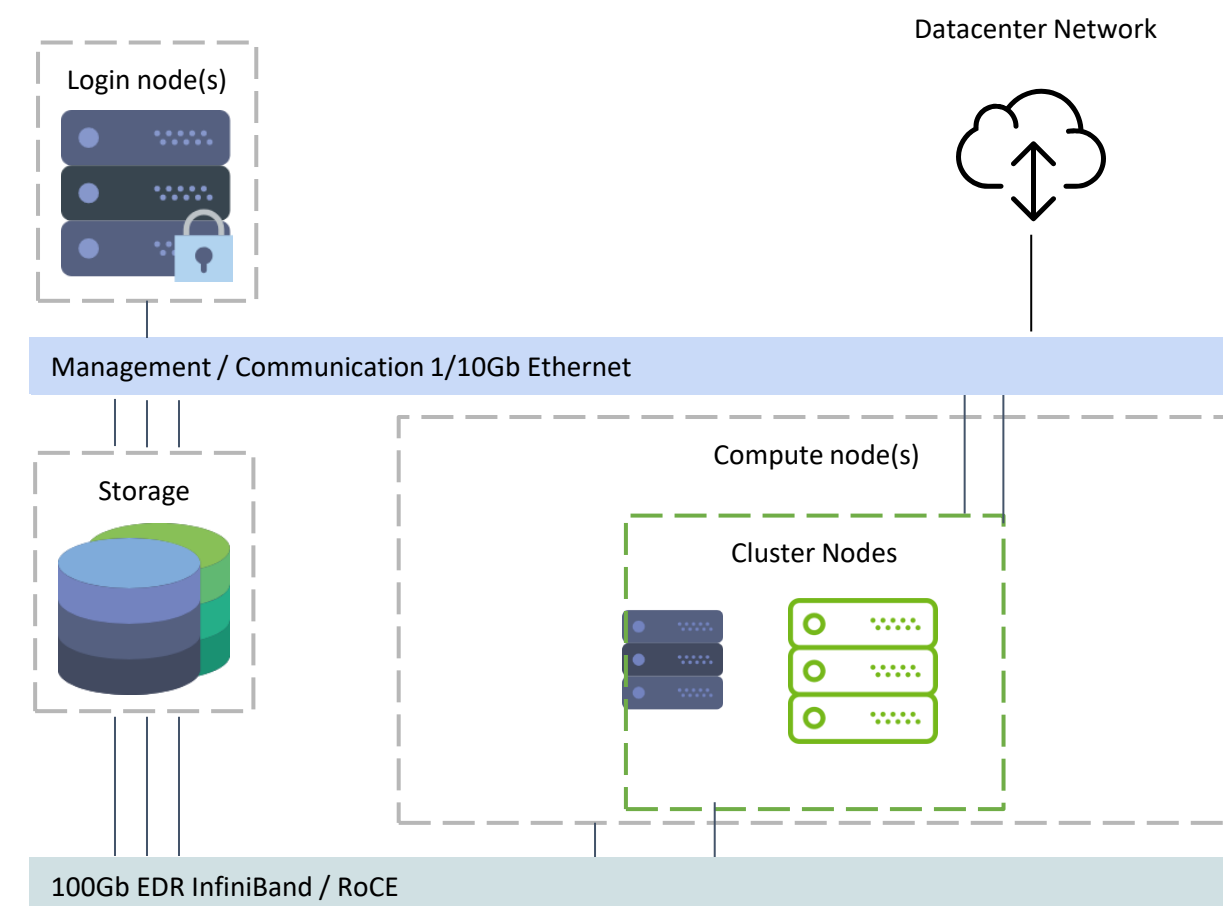 Datacenter Network
Login node(s)
Management / Communication 1/10Gb Ethernet
Compute node(s)
Storage
Cluster Nodes
100Gb EDR InfiniBand / RoCE